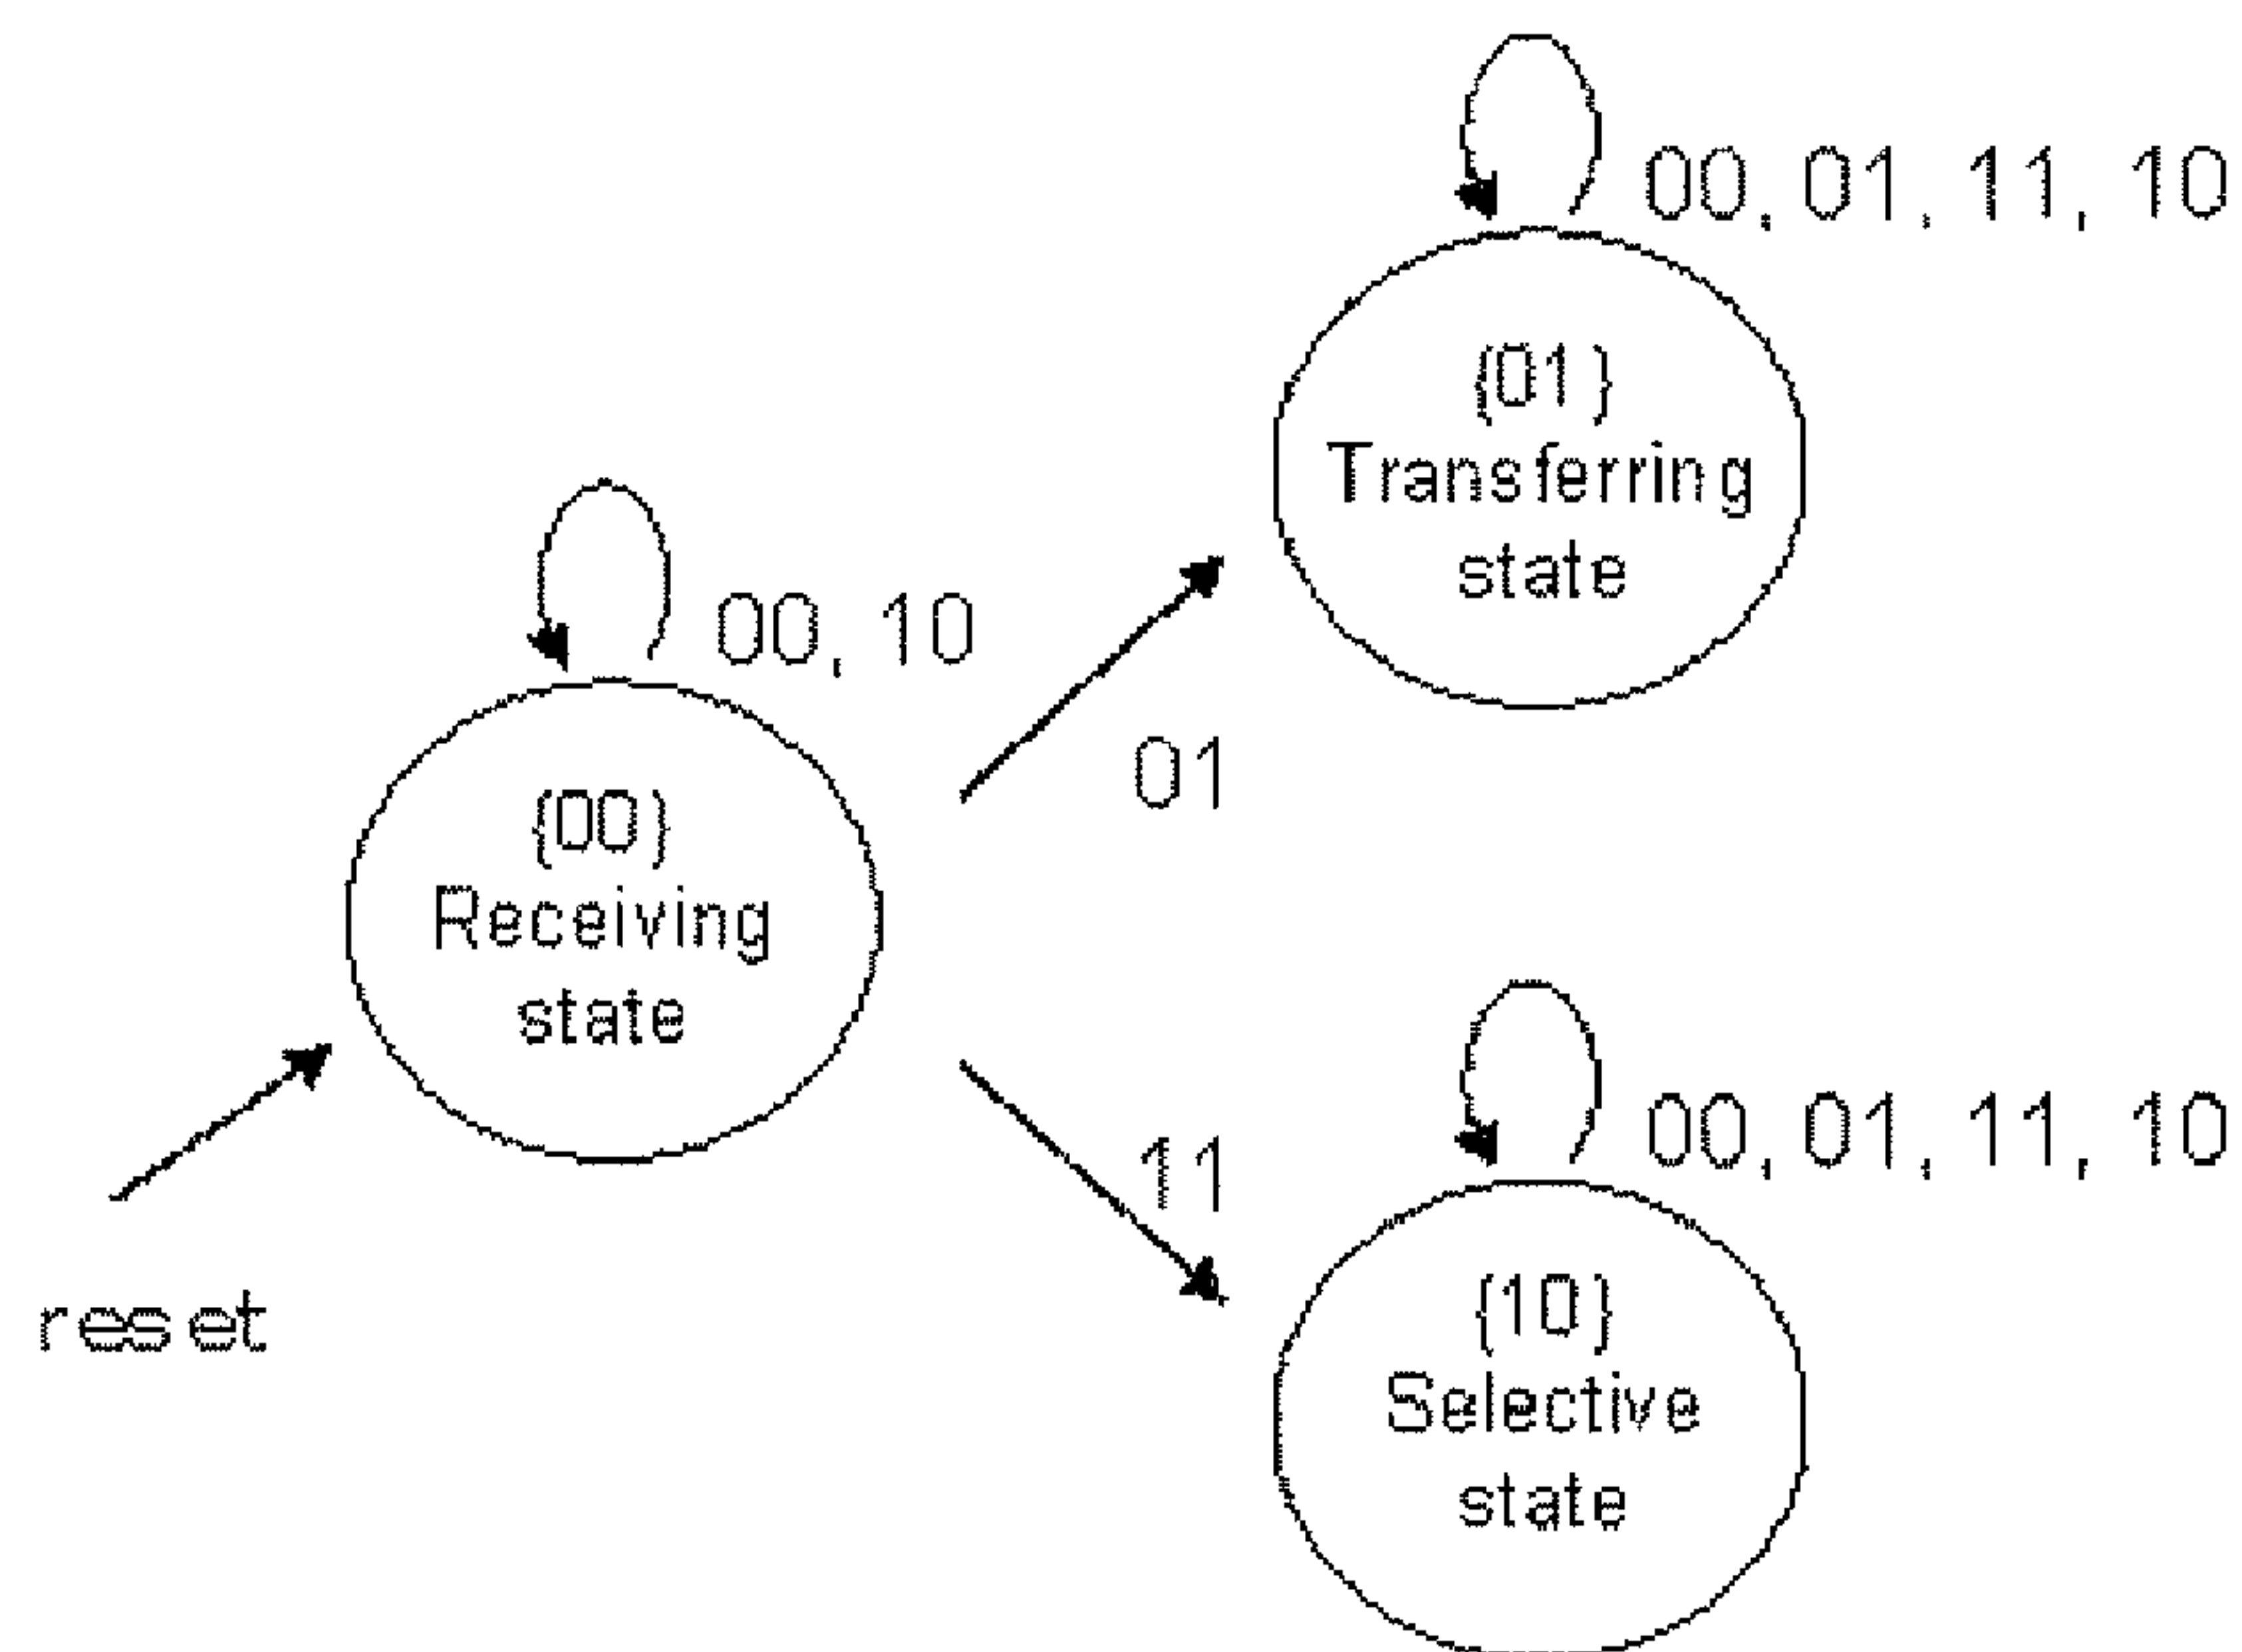 00, 01, 11, 10
{01}
Transferring
state
00, 10
01
{00}
Receiving
state
reset
11
00, 01, 11, 10
{10}
Selective
state